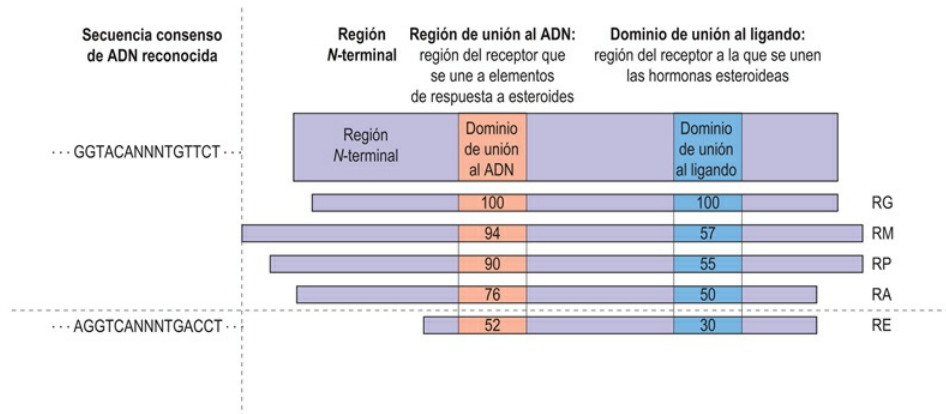 Secuencia consenso
de ADN reconocida
Región
N-terminal
Región de unión al ADN:
región del receptor que
se une a elementos
de respuesta a esteroides
Dominio de unión al ligando:
región del receptor a la que se unen
las hormonas esteroideas
··· GGTACANNNTGTTCT ···
Región
N-terminal
Dominio
de unión
al ADN
Dominio
de unión
al ligando
100 100 RG
94 57 RM
90 55 RP
76 50 RA
··· AGGTCANNNTGACCT ··· 52 30 RE